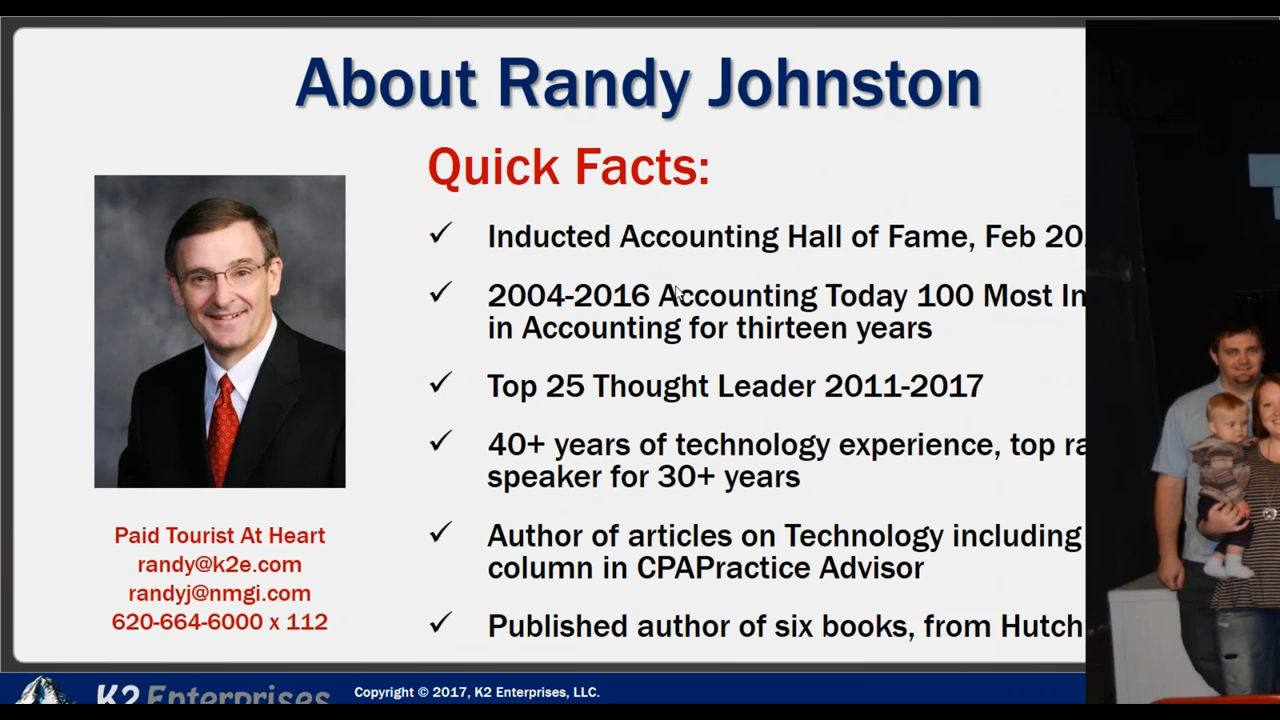 About Randy Johnston
Quick Facts:
✓ Inducted Accounting Hall of Fame, Feb
✓ 2004-2016 Accounting Today 100 Most
in Accounting for thirteen years
✓ Top 25 Thought Leader 2011-2017
✓ 40+ years of technology experience, top
speaker for 30+ years
✓ Author of articles on Technology including
column in CPAPractice Advisor
✓ Published author of six books, from Hutch
Paid Tourist At Heart
randy@k2e.com
randyj@nmgi.com
620-664-6000 x 112
K2 Enterprises
Copyright © 2017, K2 Enterprises, LLC.